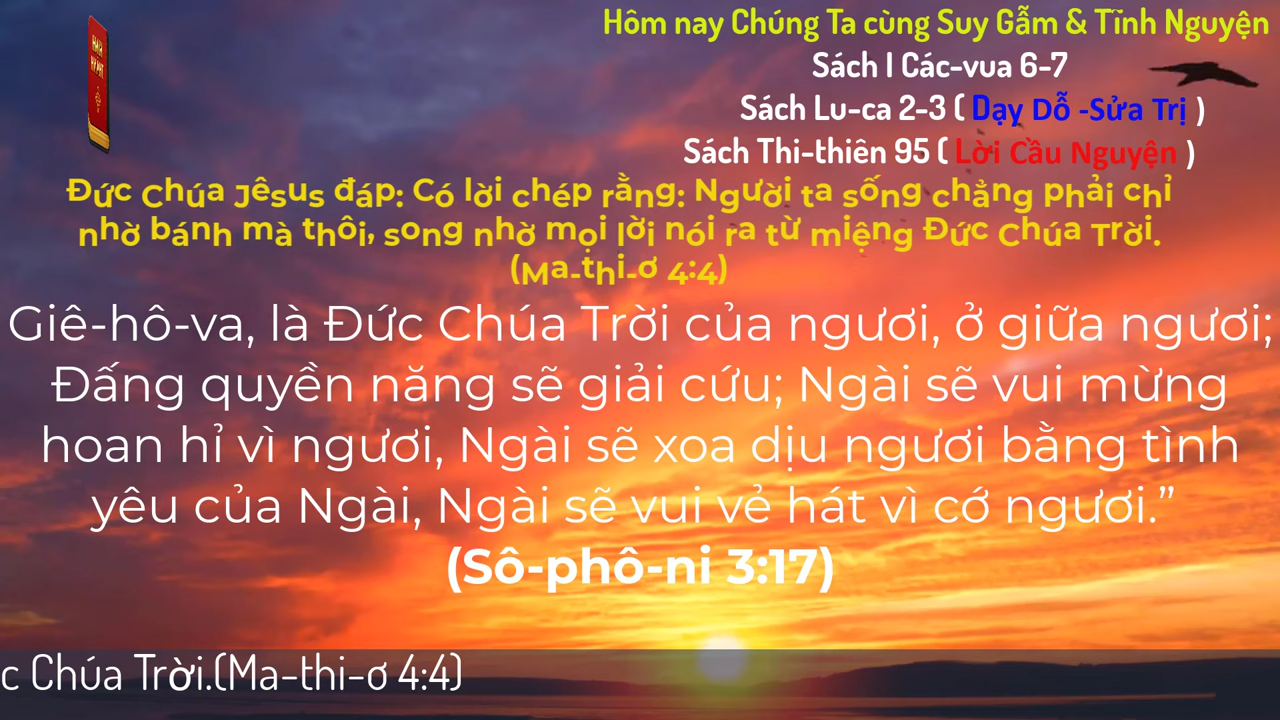 Hôm nay Chúng Ta cùng Suy Gẫm & Tĩnh Nguyện
Sách I Các-vua 6-7
Sách Lu-ca 2-3 ( Dạy Dỗ -Sửa Trị )
Sách Thi-thiên 95 ( Lời Cầu Nguyện )
Đức Chúa Jêsus đáp: Có lời chép rằng: Người ta sống chẳng phải chỉ
nhờ bánh mà thôi, song nhờ mọi lời nói ra từ miệng Đức Chúa Trời.
(Ma-thi-ơ 4:4)
Giê-hô-va, là Đức Chúa Trời của ngươi, ở giữa ngươi;
Đấng quyền năng sẽ giải cứu; Ngài sẽ vui mừng
hoan hỉ vì ngươi, Ngài sẽ xoa dịu ngươi bằng tình
yêu của Ngài, Ngài sẽ vui vẻ hát vì cớ ngươi.”
(Sô-phô-ni 3:17)
c Chúa Trời.(Ma-thi-ơ 4:4)